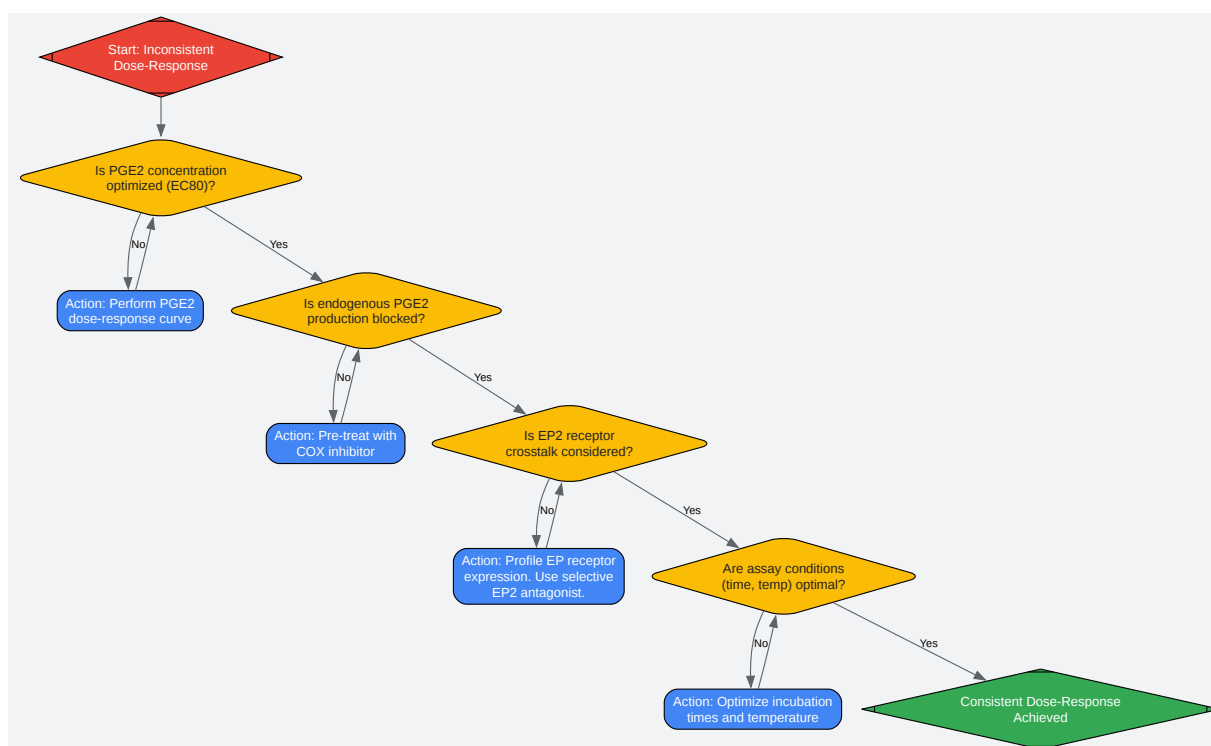 Start: Inconsistent
Dose-Response
Is PGE2 concentration
optimized (EC80)?
No
Yes
Action: Perform PGE2
dose-response curve
Is endogenous PGE2
production blocked?
No
Yes
Action: Pre-treat with
COX inhibitor
Is EP2 receptor
crosstalk considered?
No
Yes
Action: Profile EP receptor
expression. Use selective
EP2 antagonist.
Are assay conditions
(time, temp) optimal?
No
Yes
Action: Optimize incubation
times and temperature
Consistent Dose-Response
Achieved